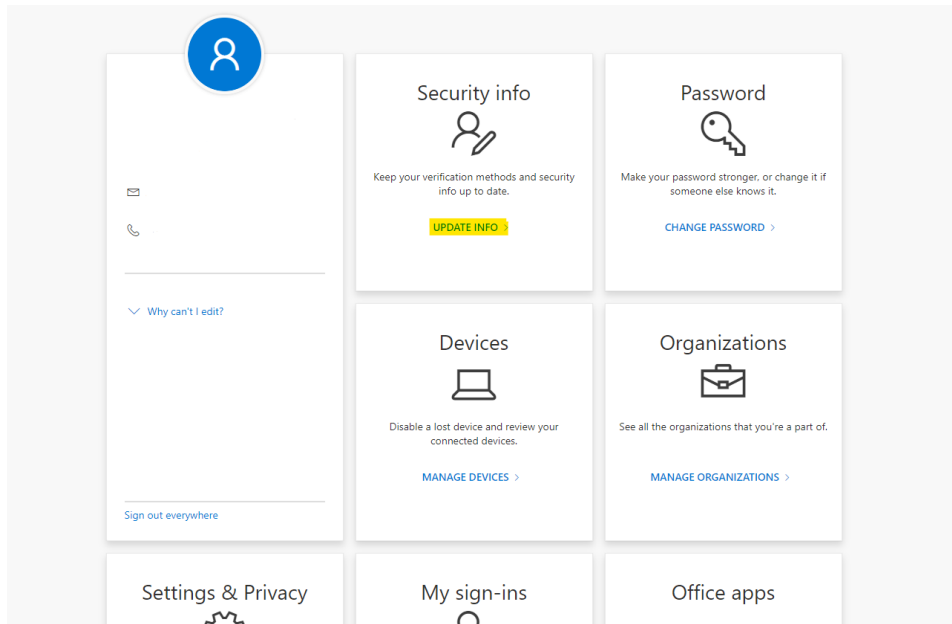 Security info
Keep your verification methods and security
info up to date.
UPDATE INFO
Password
Make your password stronger, or change it if
someone else knows it.
CHANGE PASSWORD
Why can't I edit?
Sign out everywhere
Devices
Disable a lost device and review your
connected devices.
MANAGE DEVICES
Organizations
See all the organizations that you're a part of.
MANAGE ORGANIZATIONS
Settings & Privacy
My sign-ins
Office apps